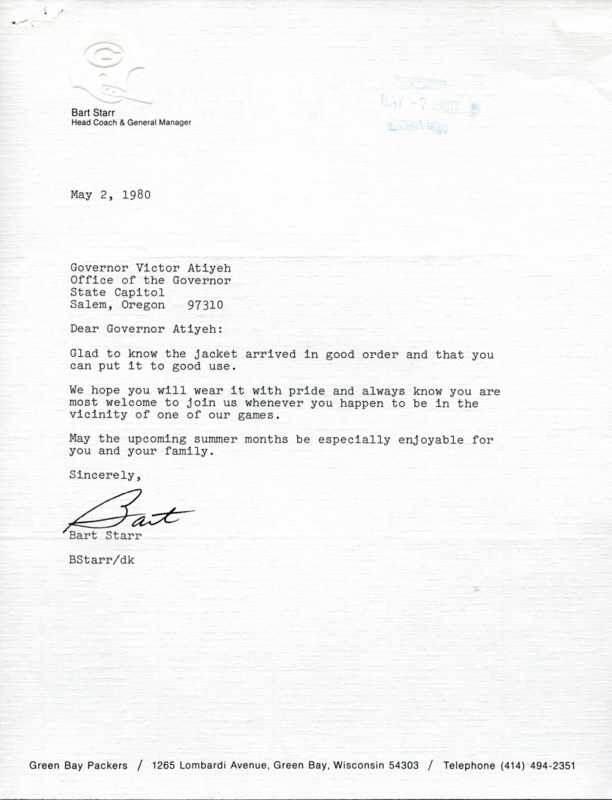 Bart Starr
Head Coach & General Manager
MAY - 7 1980
May 2, 1980
Governor Victor Atiyeh
Office of the Governor
State Capitol
Salem, Oregon 97310
Dear Governor Atiyeh:
Glad to know the jacket arrived in good order and that you
can put it to good use.
We hope you will wear it with pride and always know you are
most welcome to join us whenever you happen to be in the
vicinity of one of our games.
May the upcoming summer months be especially enjoyable for
you and your family.
Sincerely,
Bart
Bart Starr
BStarr/dk
Green Bay Packers / 1265 Lombardi Avenue, Green Bay, Wisconsin 54303 / Telephone (414) 494-2351